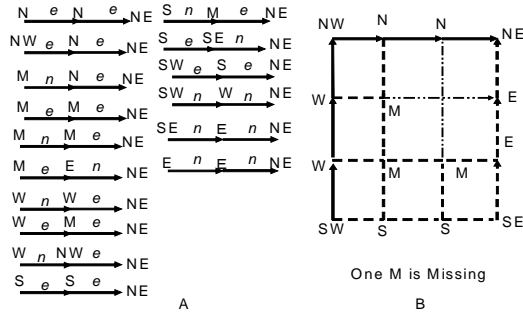 N e N e NE
NW e N e NE
M n N e NE
M e M e NE
M n M e NE
M e E n NE
W n W e NE
W e M e NE
W n NW e NE
S e S e NE
S n M e NE
S e SE n NE
SW e S e NE
SW n W n NE
SE n E n NE
E n E n NE
A
NW N N NE
W M E
E
W M M
SW S S SE
One M is Missing
B